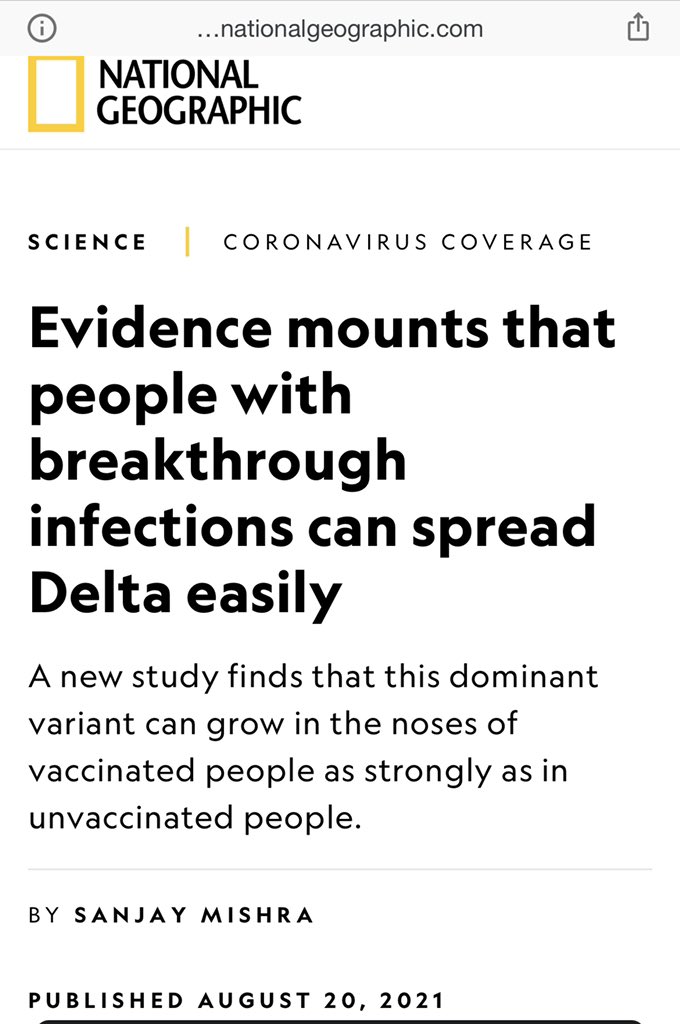 ...nationalgeographic.com
NATIONAL
GEOGRAPHIC
SCIENCE | CORONAVIRUS COVERAGE
Evidence mounts that
people with
breakthrough
infections can spread
Delta easily
A new study finds that this dominant
variant can grow in the noses of
vaccinated people as strongly as in
unvaccinated people.
BY SANJAY MISHRA
PUBLISHED AUGUST 20, 2021